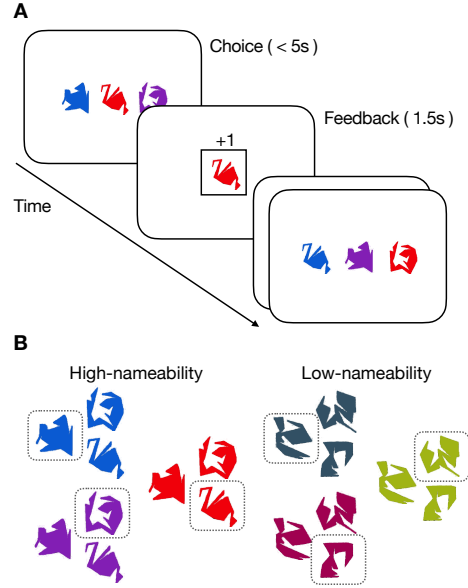 A
Choice ( < 5s )
Feedback ( 1.5s)
+1
Time
B
High-nameability
Low-nameability